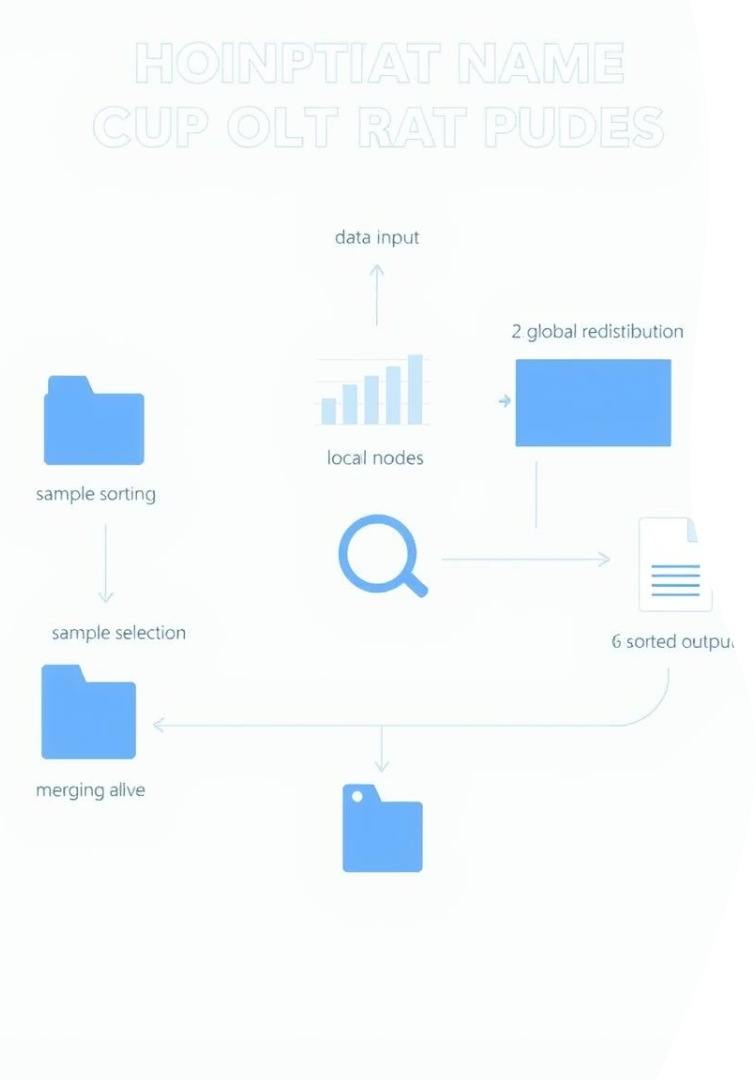 HOINPTIAT NAME
CUP OLT RAT PUDES
data input
2 global redistibution
local nodes
sample sorting
sample selection
6 sorted outpu
merging alive